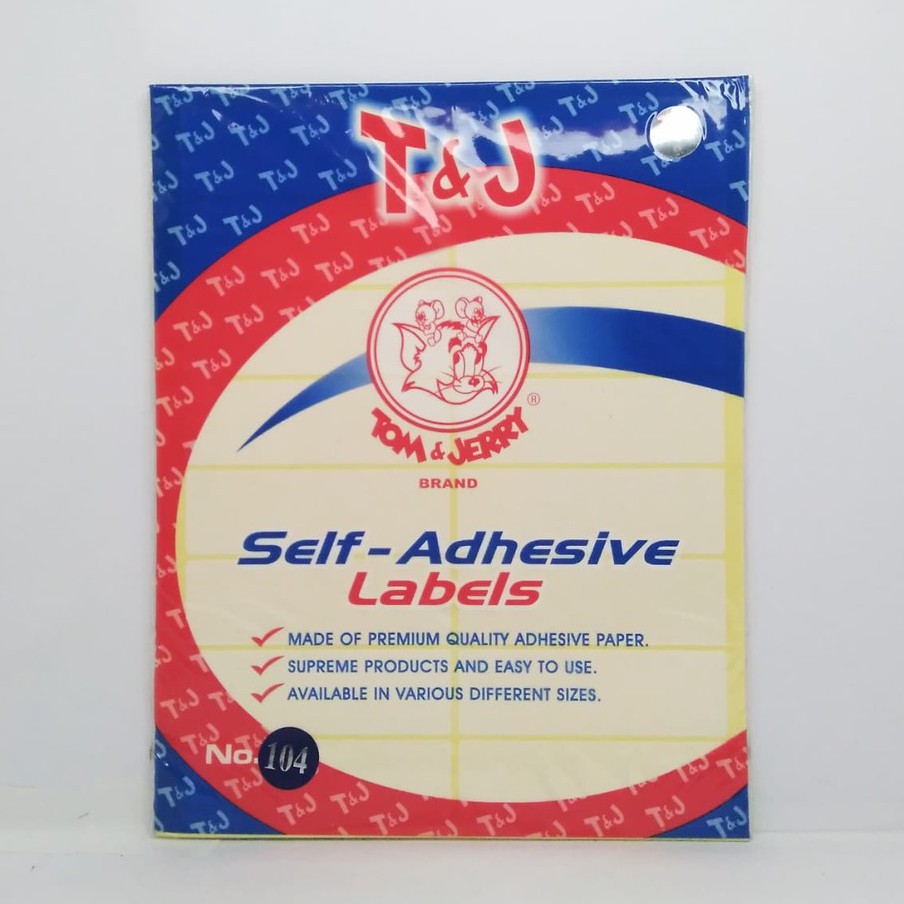 T&J
TOM & JERRY ®
BRAND
Self-Adhesive
Labels
MADE OF PREMIUM QUALITY ADHESIVE PAPER.
SUPREME PRODUCTS AND EASY TO USE.
AVAILABLE IN VARIOUS DIFFERENT SIZES.
No. 104